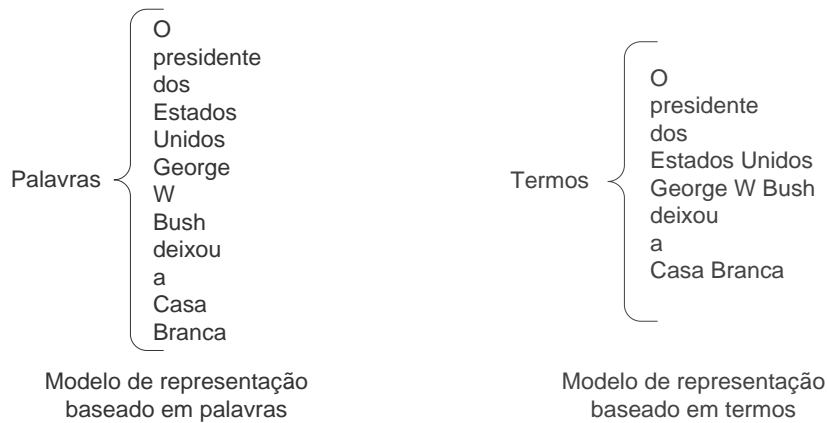 Palavras
O
presidente
dos
Estados
Unidos
George
W
Bush
deixou
a
Casa
Branca
Modelo de representação
baseado em palavras
Termos
O
presidente
dos
Estados Unidos
George W Bush
deixou
a
Casa Branca
Modelo de representação
baseado em termos